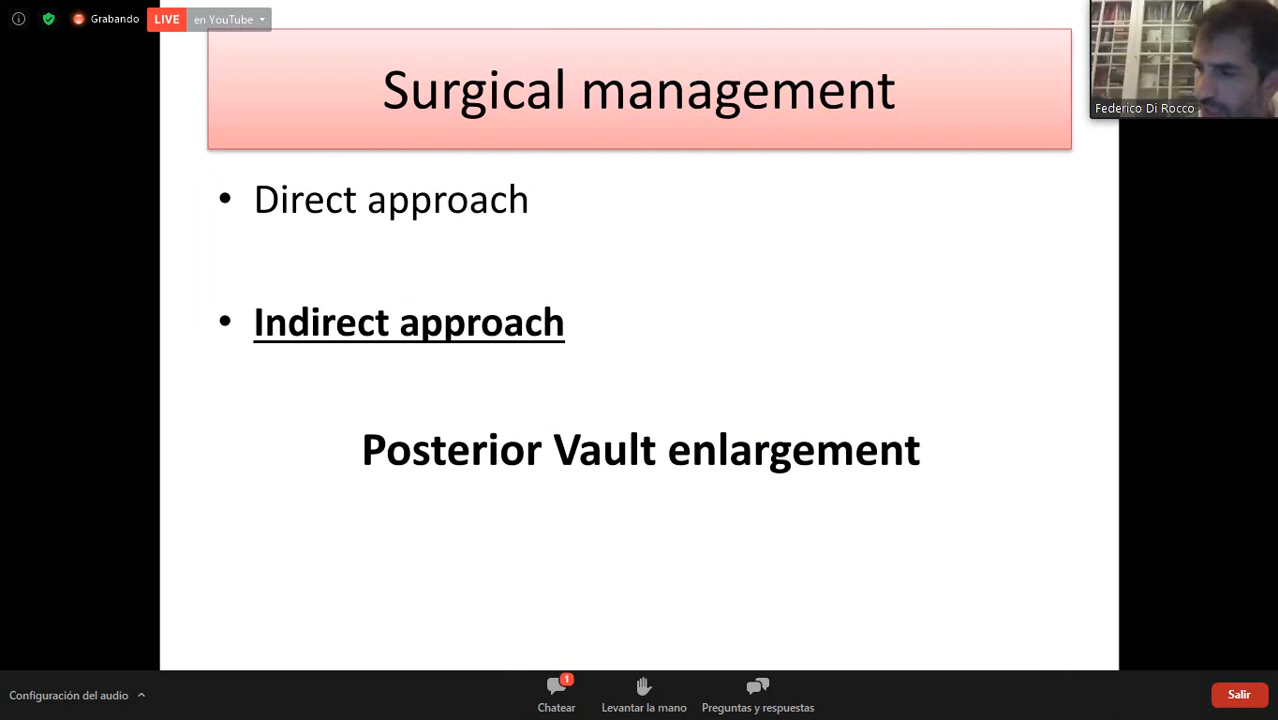 Grabando LIVE en YouTube
Surgical management
Federico Di Rocco
• Direct approach
• Indirect approach
Posterior Vault enlargement
Configuración del audio
1
Chatear
Levantar la mano
Preguntas y respuestas
Salir